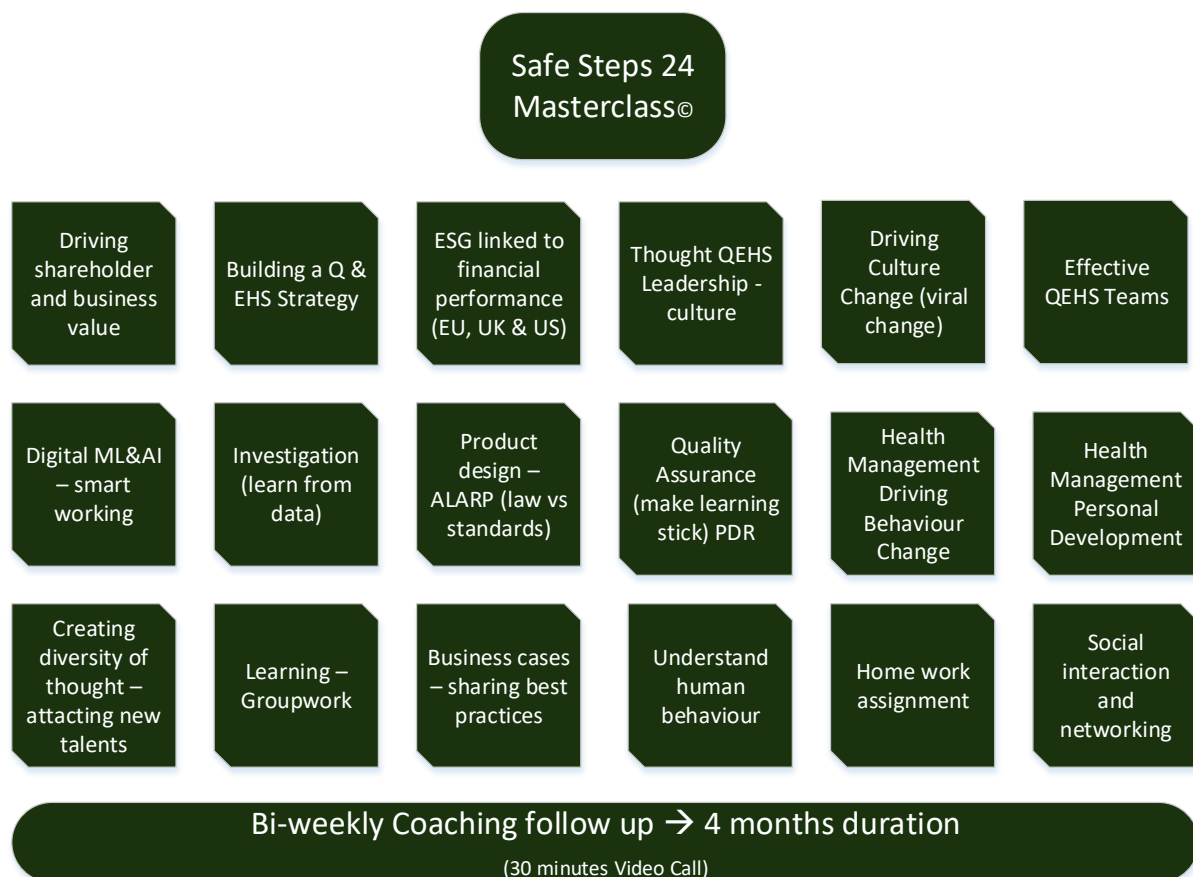 Safe Steps 24
Masterclass©
Driving
shareholder
and business
value
Building a Q &
EHS Strategy
ESG linked to
financial
performance
(EU, UK & US)
Thought QEHS
Leadership -
culture
Driving
Culture
Change (viral
change)
Effective
QEHS Teams
Digital ML&AI
– smart
working
Investigation
(learn from
data)
Product
design –
ALARP (law vs
standards)
Quality
Assurance
(make learning
stick) PDR
Health
Management
Driving
Behaviour
Change
Health
Management
Personal
Development
Creating
diversity of
thought –
attacting new
talents
Learning –
Groupwork
Business cases
– sharing best
practices
Understand
human
behaviour
Home work
assignment
Social
interaction
and
networking
Bi-weekly Coaching follow up → 4 months duration
(30 minutes Video Call)